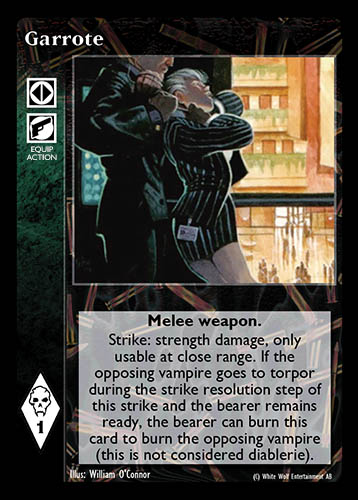 Garrote
EQUIP
ACTION
Melee weapon.
Strike: strength damage, only
usable at close range. If the
opposing vampire goes to torpor
during the strike resolution step of
this strike and the bearer remains
ready, the bearer can burn this
card to burn the opposing vampire
(this is not considered diablerie).
1
Illus: William O'Connor
(C) White Wolf Entertainment AB